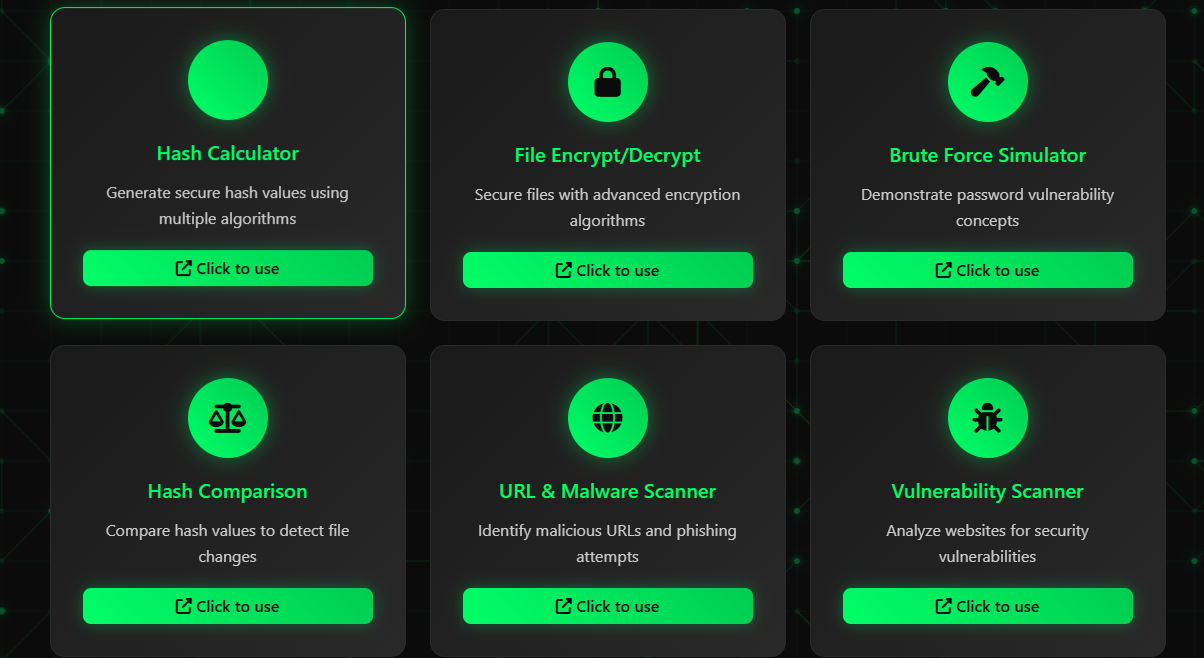 Hash Calculator
Generate secure hash values using
multiple algorithms
Click to use
File Encrypt/Decrypt
Secure files with advanced encryption
algorithms
Click to use
Brute Force Simulator
Demonstrate password vulnerability
concepts
Click to use
Hash Comparison
Compare hash values to detect file
changes
Click to use
URL & Malware Scanner
Identify malicious URLs and phishing
attempts
Click to use
Vulnerability Scanner
Analyze websites for security
vulnerabilities
Click to use